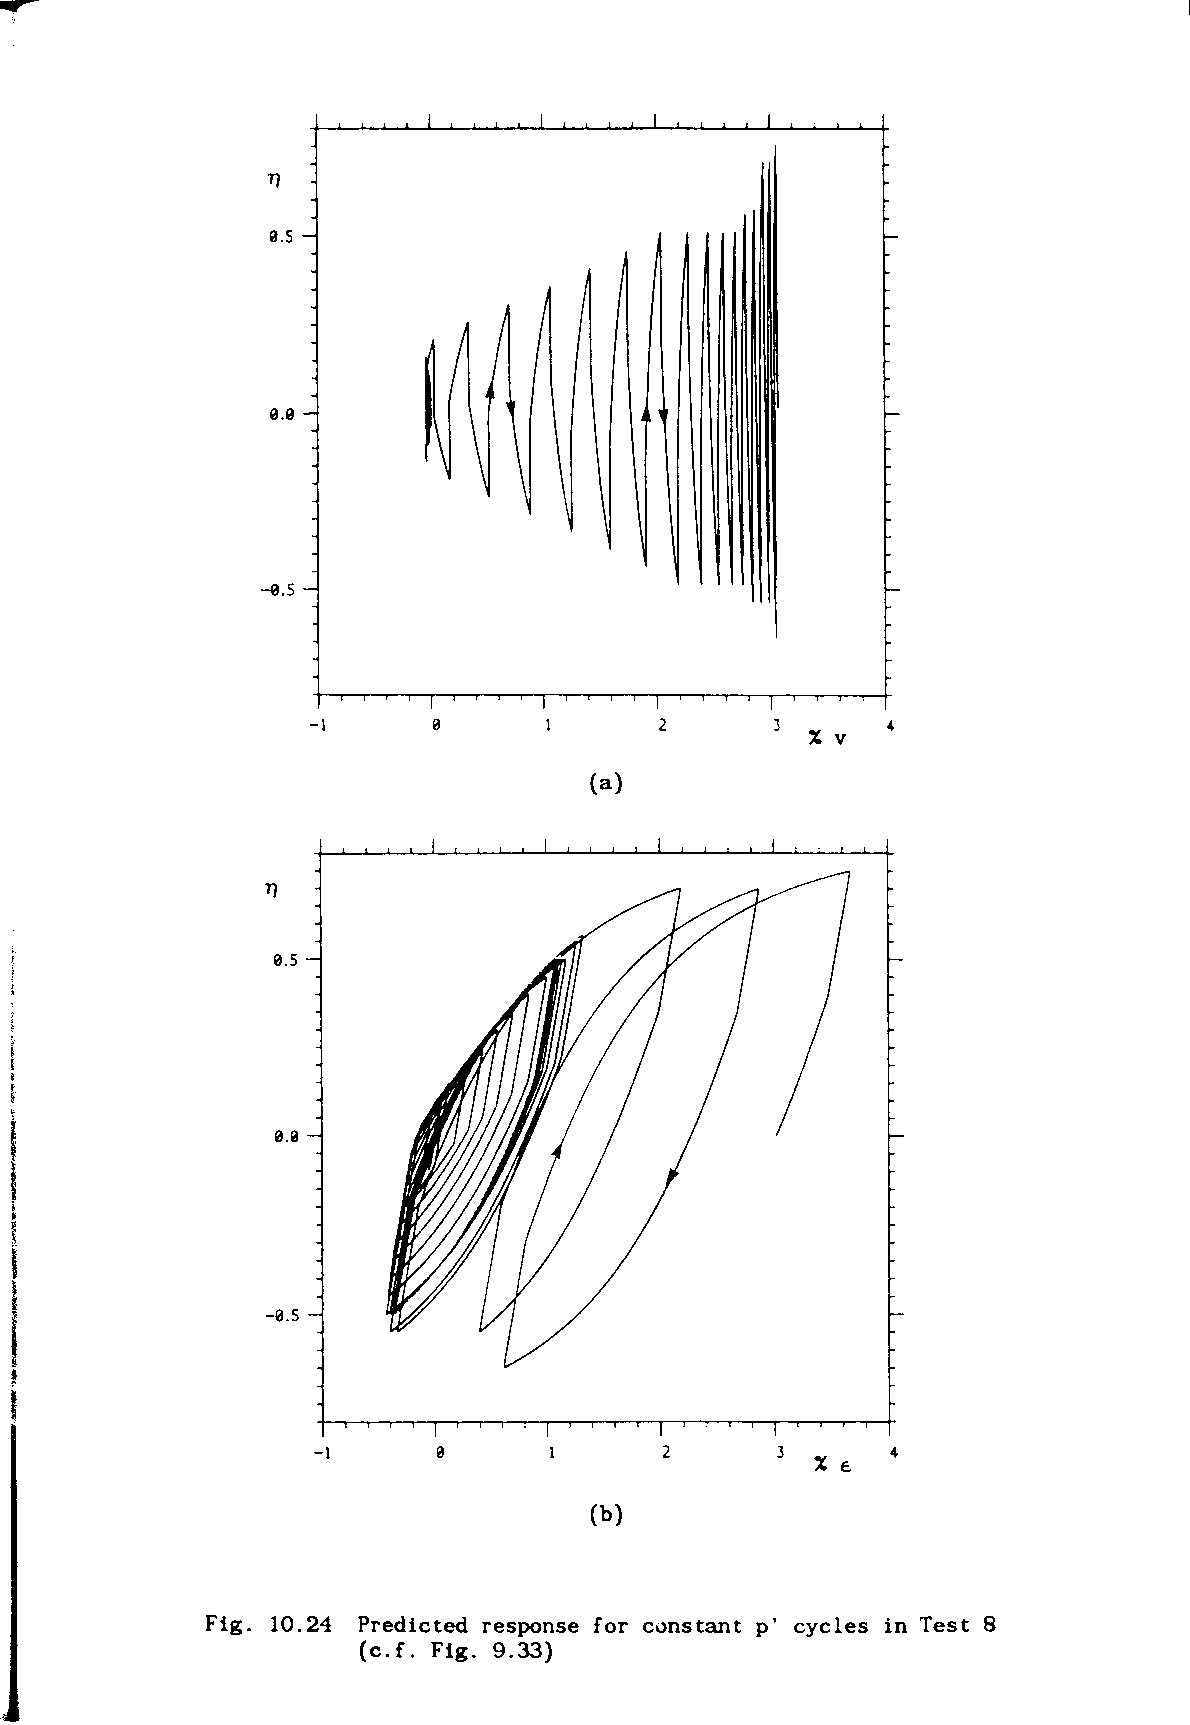 η
0.5
0.0
-0.5
-1 0 1 2 3 4
% v
(a)
η
0.5
0.0
-0.5
-1 0 1 2 3 4
% ε
(b)
Fig. 10.24 Predicted response for constant p' cycles in Test 8
(c.f. Fig. 9.33)